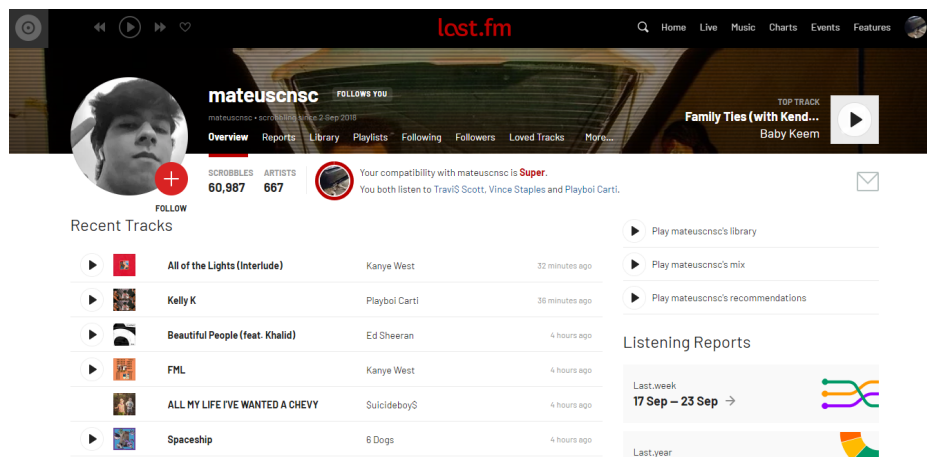 last.fm
Home Live Music Charts Events Features
mateuscnsc FOLLOWS YOU
mateuscnsc • scrobbling since 2 Sep 2018
Overview Reports Library Playlists Following Followers Loved Tracks More...
TOP TRACK
Family Ties (with Kend...
Baby Keem
SCROBBLES ARTISTS
60,987 667
Your compatibility with mateuscnsc is Super.
You both listen to Travi$ Scott, Vince Staples and Playboi Carti.
FOLLOW
Recent Tracks
All of the Lights (Interlude) Kanye West 32 minutes ago
Kelly K Playboi Carti 36 minutes ago
Beautiful People (feat. Khalid) Ed Sheeran 4 hours ago
FML Kanye West 4 hours ago
ALL MY LIFE I'VE WANTED A CHEVY $uicideboy$ 4 hours ago
Spaceship 6 Dogs 4 hours ago
Play mateuscnsc's library
Play mateuscnsc's mix
Play mateuscnsc's recommendations
Listening Reports
Last.week
17 Sep — 23 Sep →
Last.year